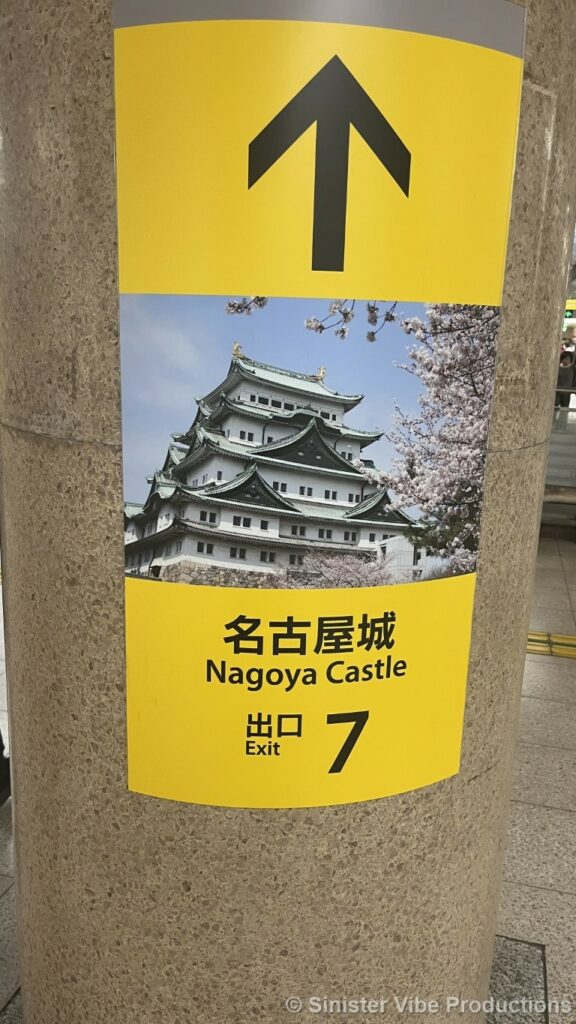 名古屋城
Nagoya Castle
出口 7
Exit
© Sinister Vibe Productions